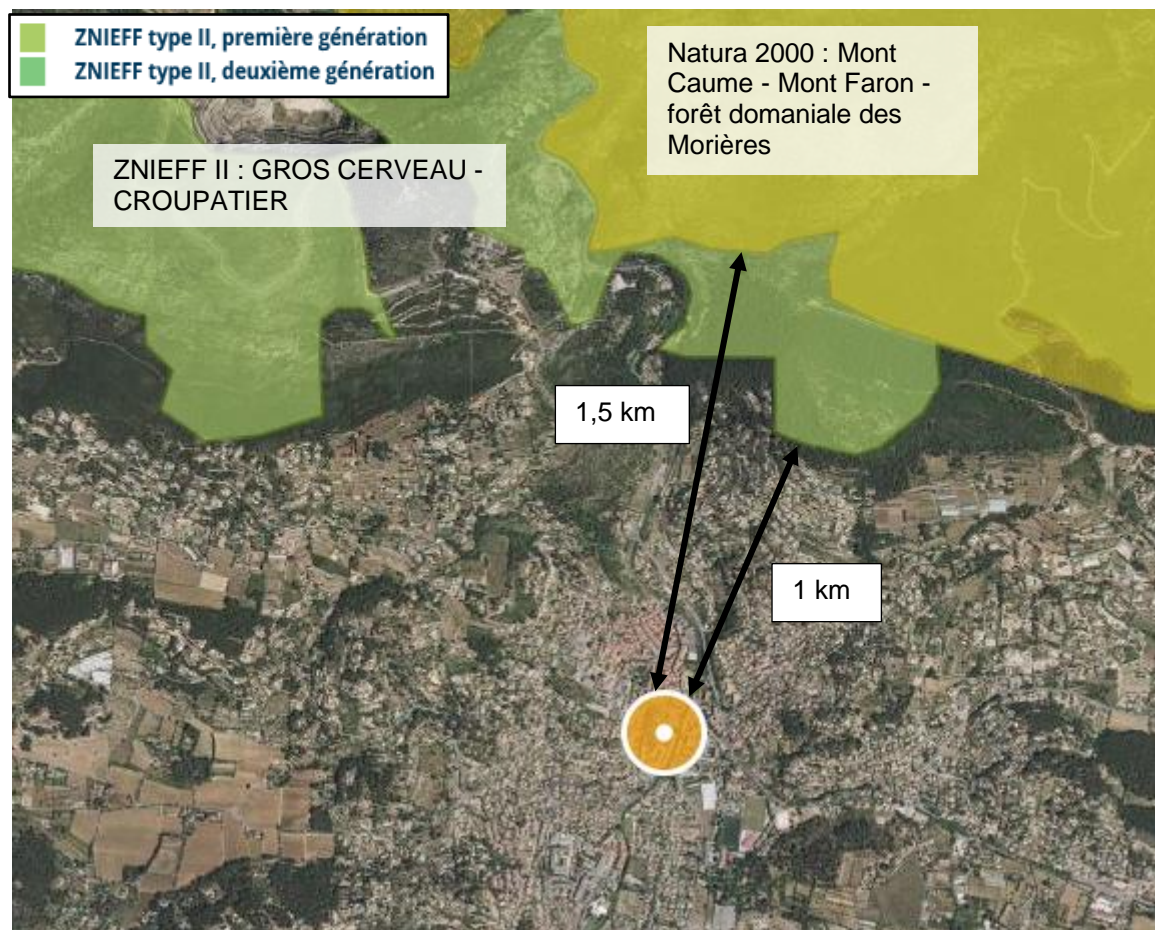 ZNIEFF type II, première génération
ZNIEFF type II, deuxième génération
Natura 2000 : Mont
Caume - Mont Faron -
forêt domaniale des
Morières
ZNIEFF II : GROS CERVEAU -
CROUPATIER
1,5 km
1 km